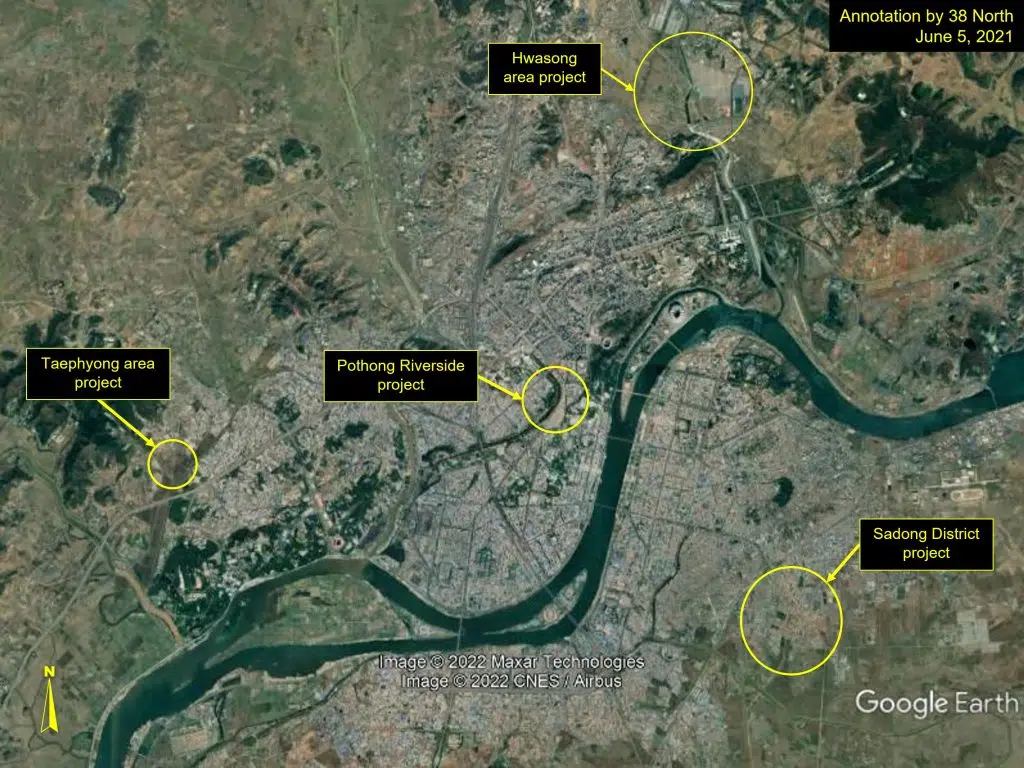 Annotation by 38 North
June 5, 2021
Hwasong
area project
Taephyong area
project
Pothong Riverside
project
Sadong District
project
N
Image © 2022 Maxar Technologies
Image © 2022 CNES / Airbus
Google Earth